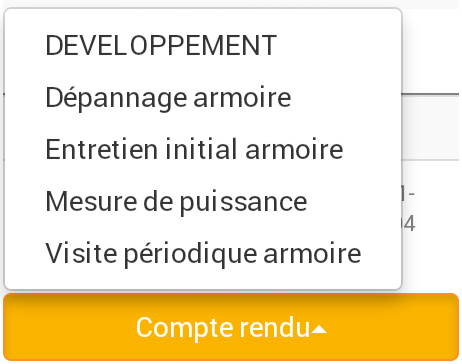 DEVELOPPEMENT
Dépannage armoire
Entretien initial armoire
Mesure de puissance
Visite périodique armoire
Compte rendu